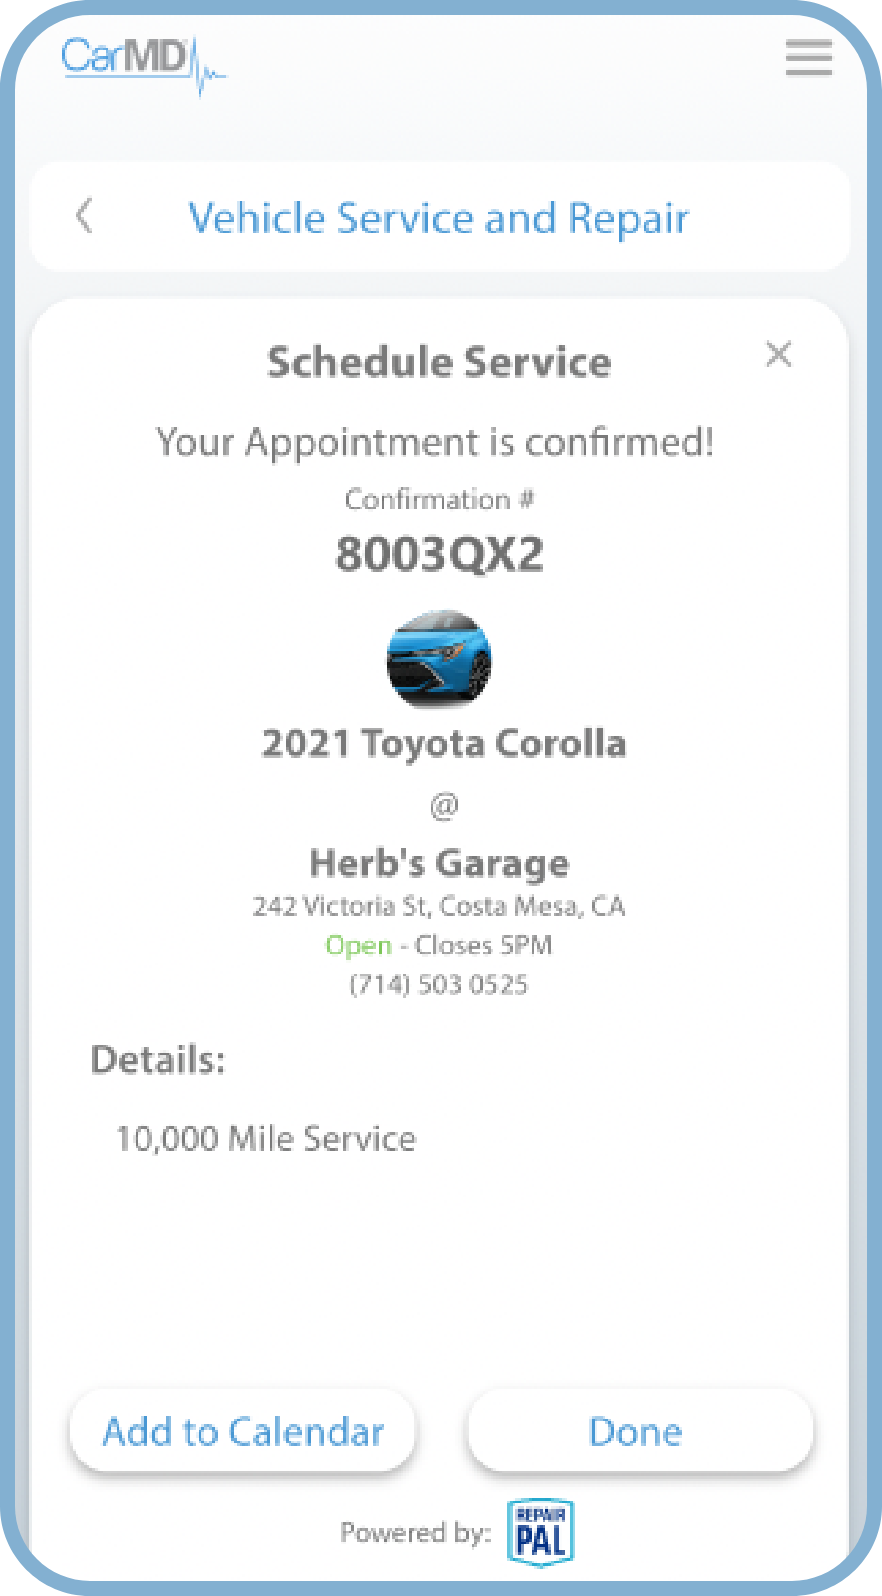 CarMD
Vehicle Service and Repair
Schedule Service
Your Appointment is confirmed!
Confirmation #
8003QX2
2021 Toyota Corolla
@
Herb's Garage
242 Victoria St, Costa Mesa, CA
Open - Closes 5PM
(714) 503 0525
Details:
10,000 Mile Service
Add to Calendar
Done
Powered by:
REPAIR
PAL